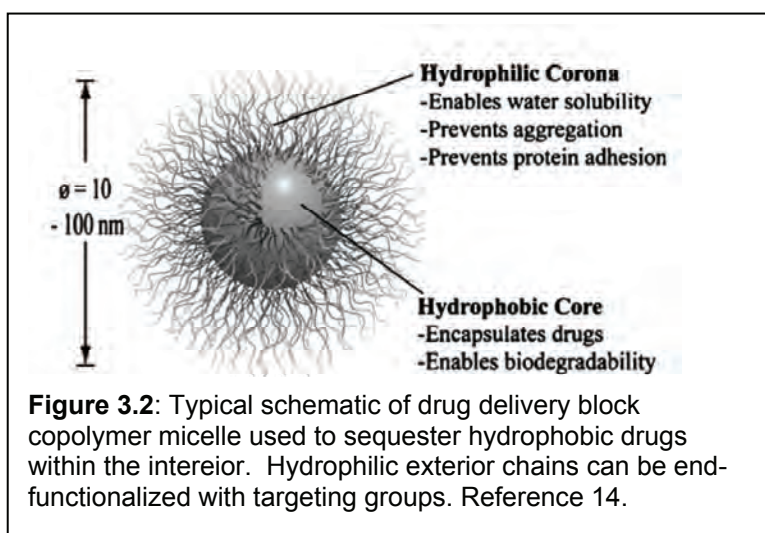 Hydrophilic Corona
-Enables water solubility
-Prevents aggregation
-Prevents protein adhesion
ø = 10
- 100 nm
Hydrophobic Core
-Encapsulates drugs
-Enables biodegradability
Figure 3.2: Typical schematic of drug delivery block
copolymer micelle used to sequester hydrophobic drugs
within the intereior. Hydrophilic exterior chains can be end-
functionalized with targeting groups. Reference 14.